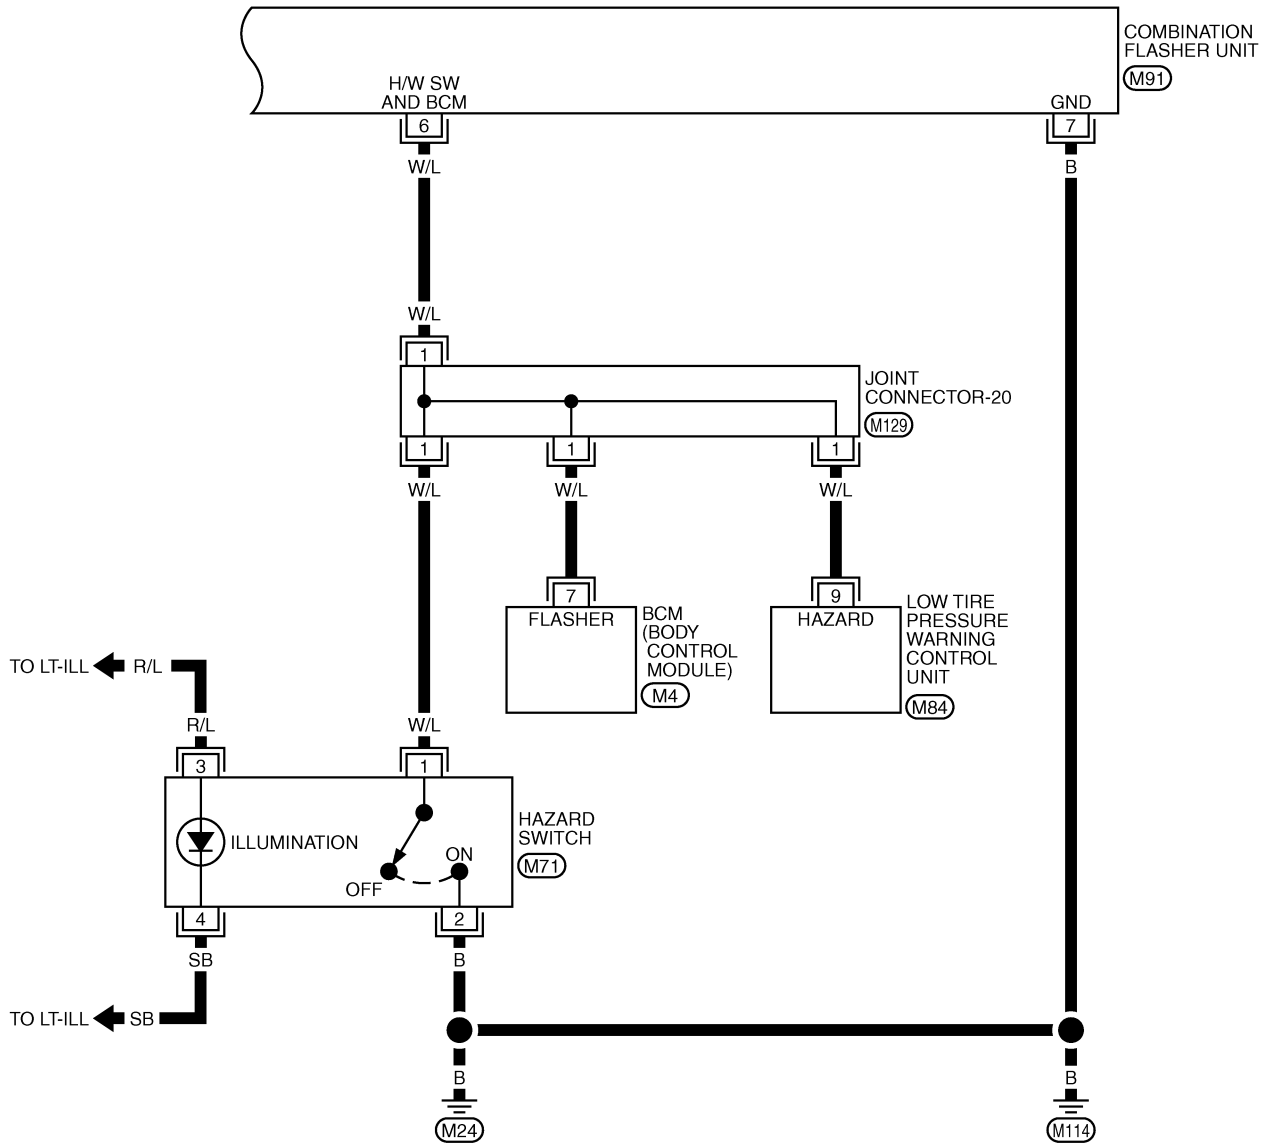 COMBINATION
FLASHER UNIT
M91
H/W SW
AND BCM
GND
6
7
W/L
B
W/L
1
JOINT
CONNECTOR-20
M129
1
1
1
W/L
W/L
W/L
7
9
FLASHER
HAZARD
BCM
(BODY
CONTROL
MODULE)
M4
LOW TIRE
PRESSURE
WARNING
CONTROL
UNIT
M84
TO LT-ILL
R/L
R/L
W/L
3
1
ILLUMINATION
OFF
ON
HAZARD
SWITCH
M71
4
2
SB
B
TO LT-ILL
SB
B
B
M24
M114